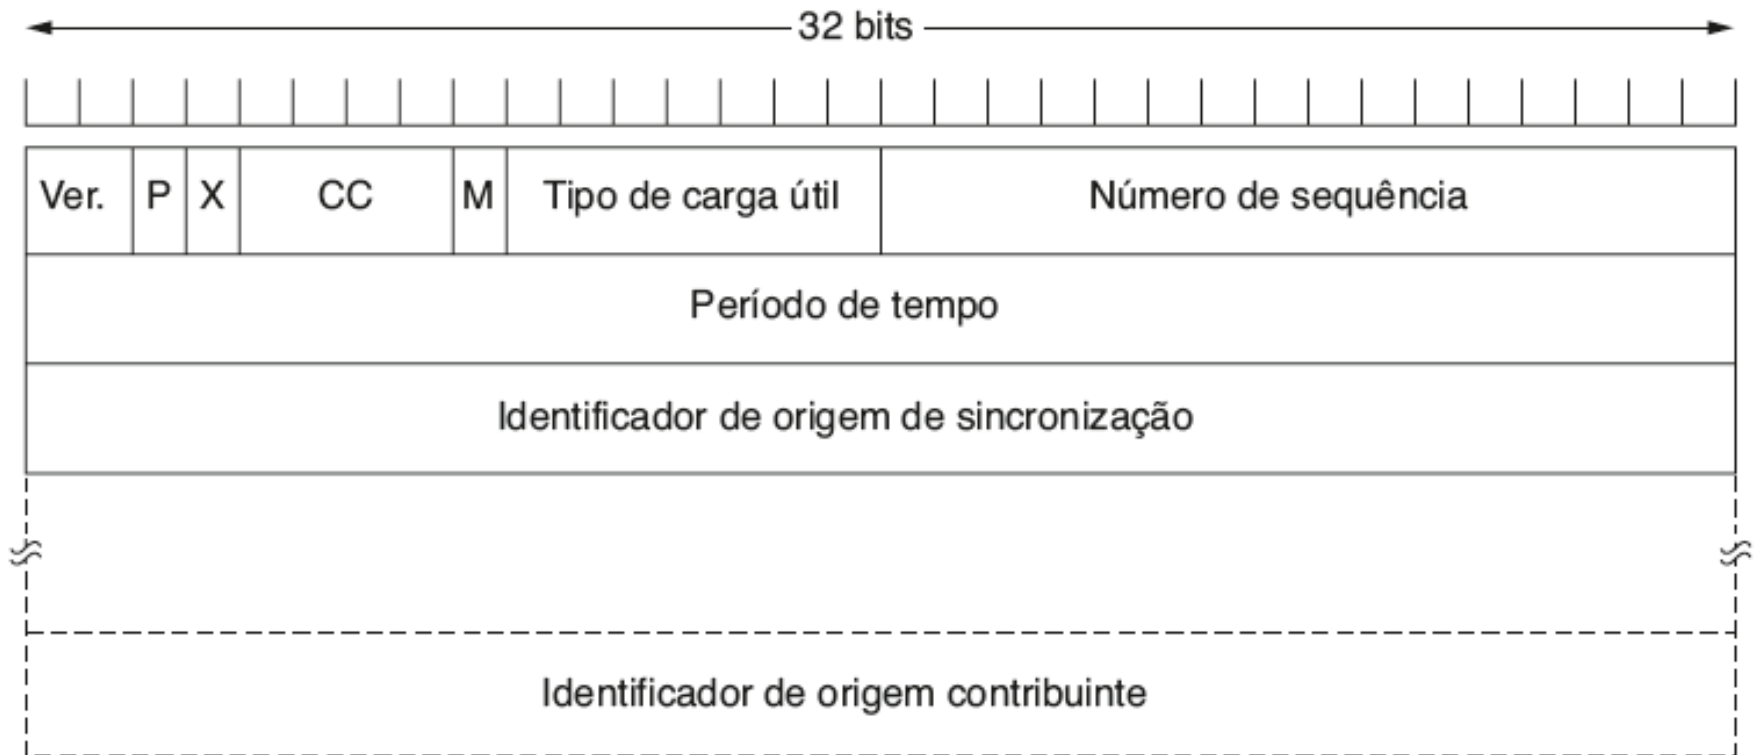 32 bits
Ver. P X CC M Tipo de carga útil Número de sequência
Período de tempo
Identificador de origem de sincronização
Identificador de origem contribuinte